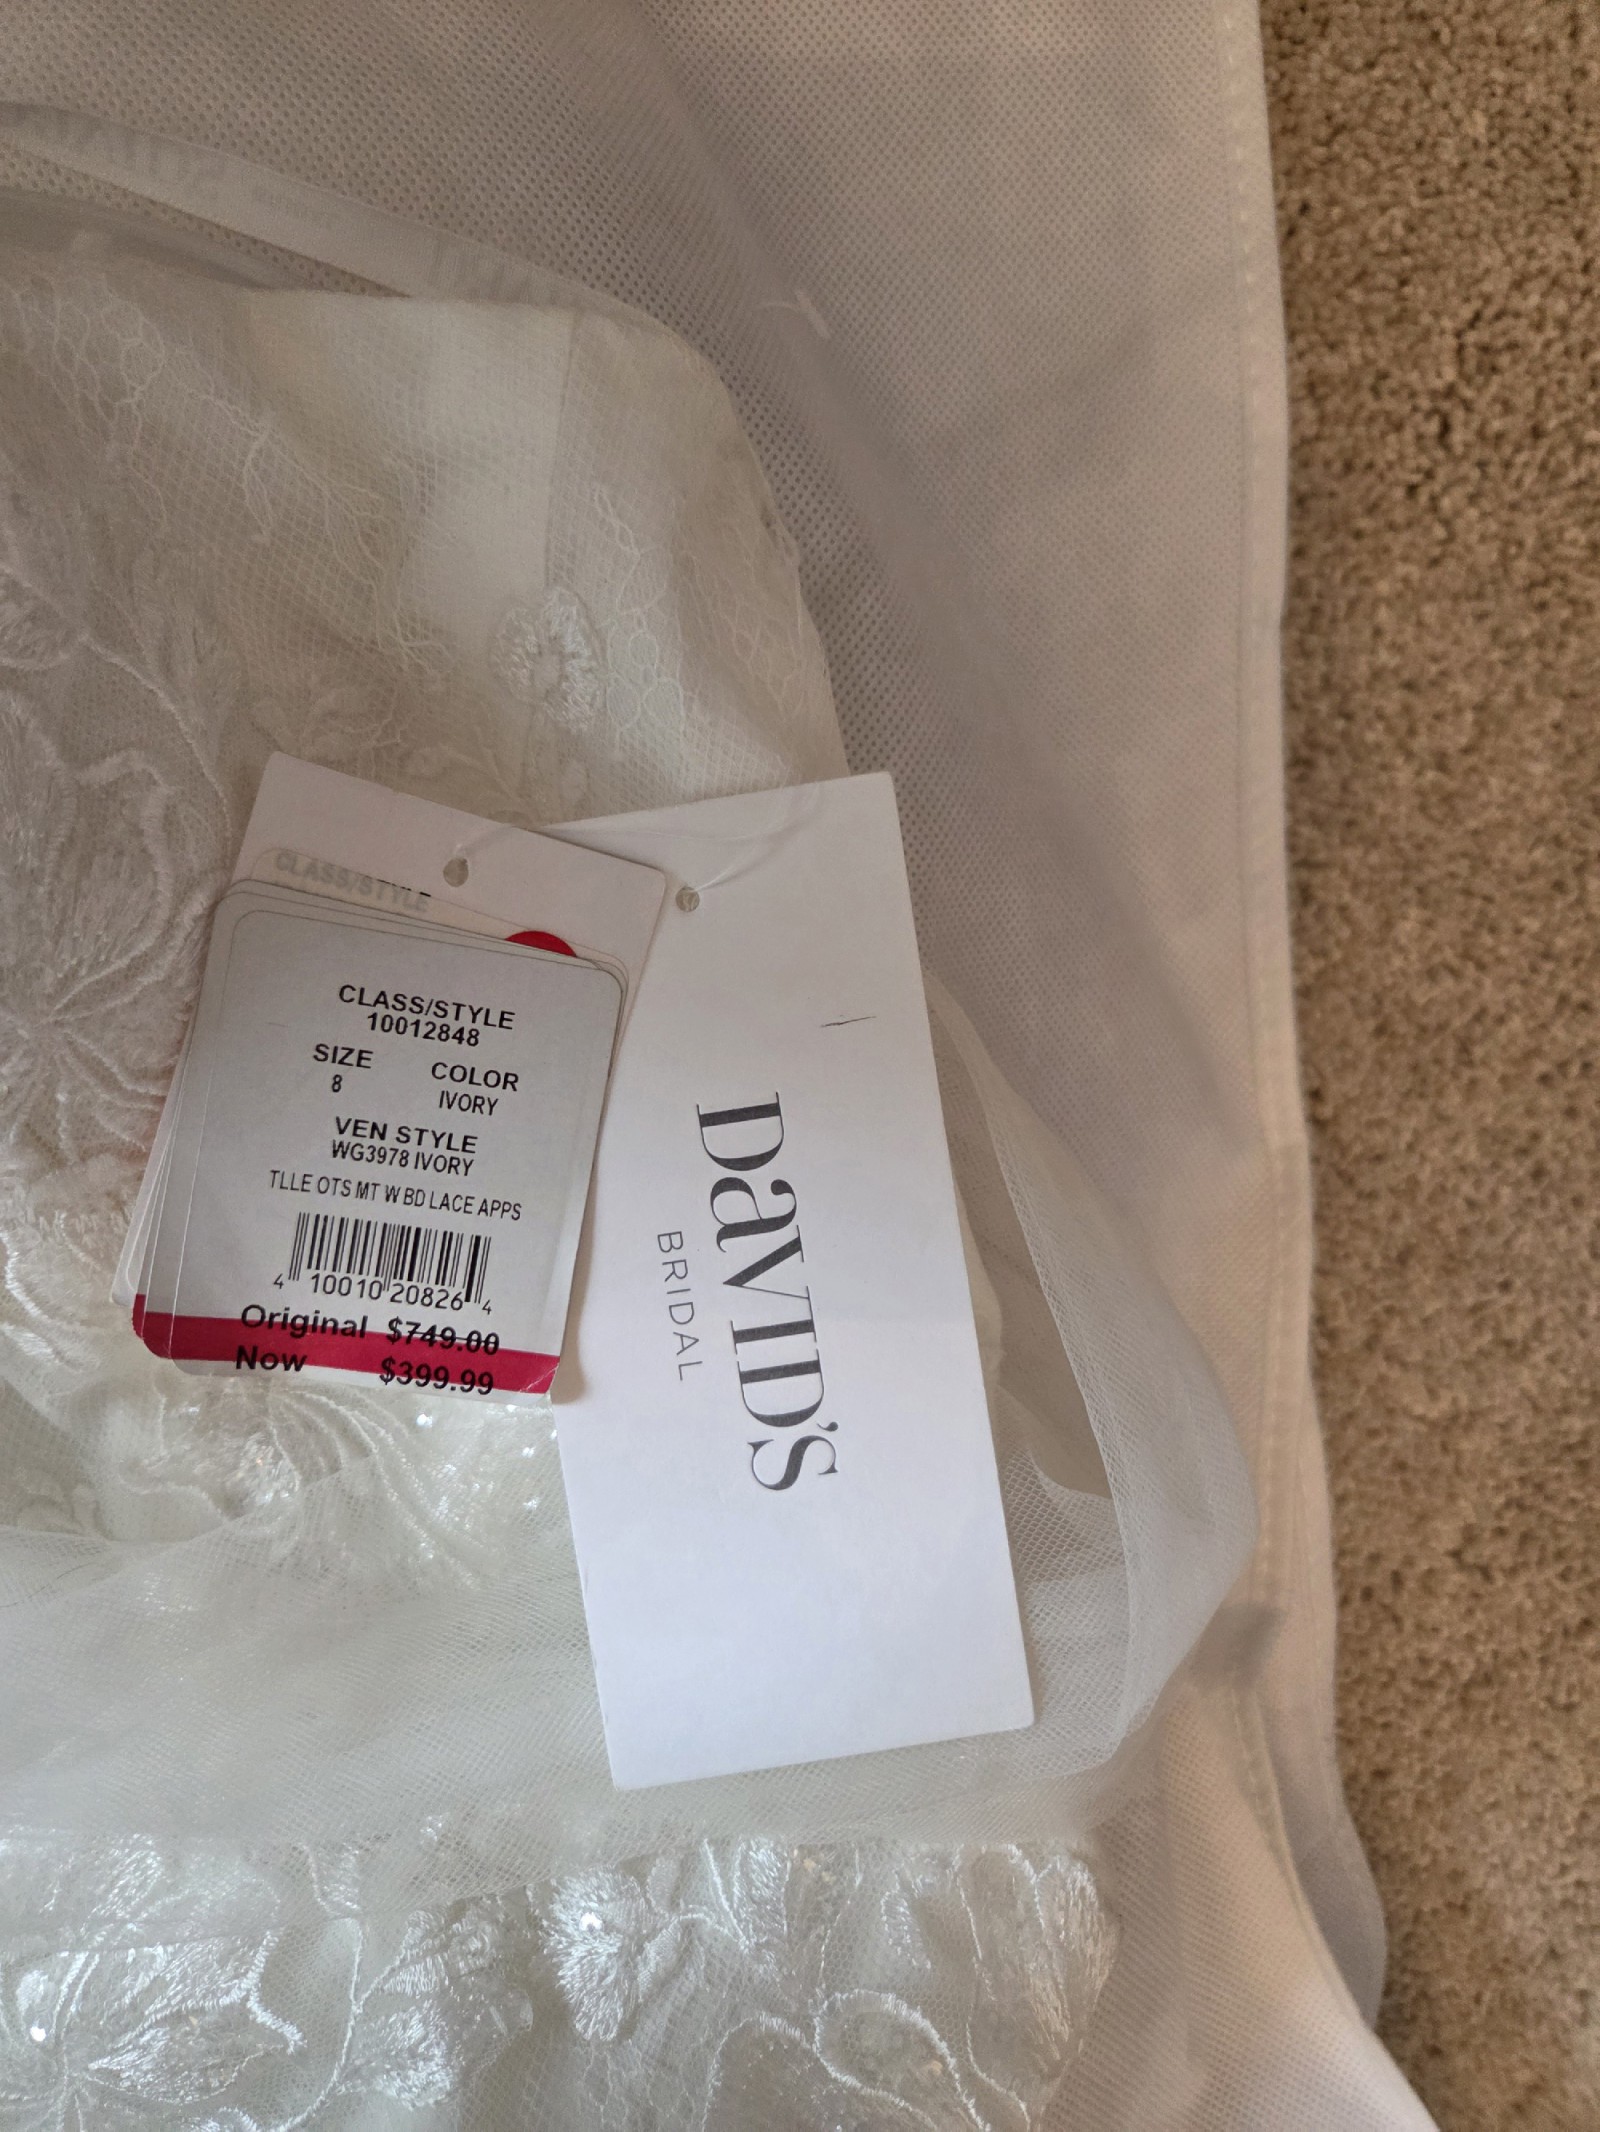 CLASS/STYLE
CLASS/STYLE
10012848
SIZE COLOR
8 IVORY
VEN STYLE
WG3978 IVORY
TLLE OTS MT W BD LACE APPS
4 10010 20826 4
Original $749.00
Now $399.99
DAVID'S
BRIDAL